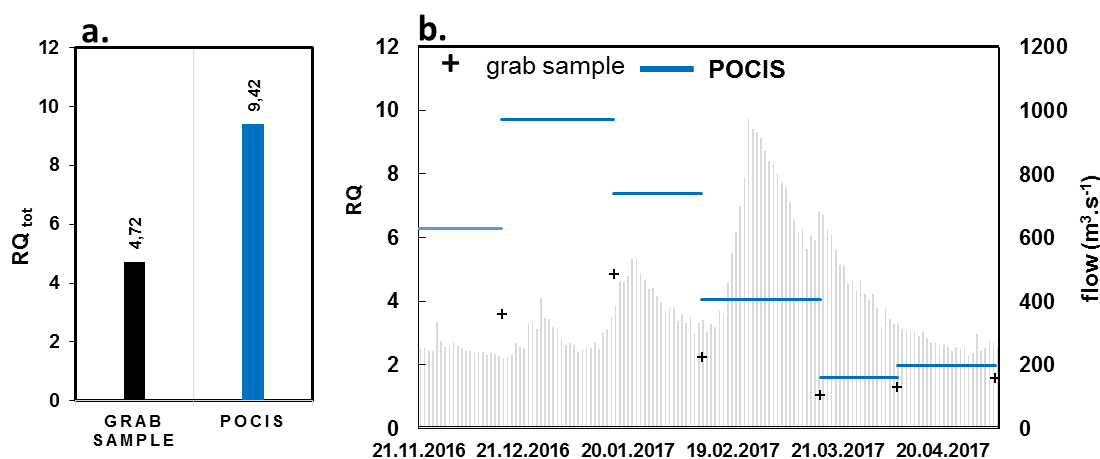 a.
12
10
8
6
4
2
0
RQ tot
4,72
9,42
GRAB
SAMPLE
POCIS
b.
RQ
12
10
8
6
4
2
0
+ grab sample
POCIS
1200
1000
800
600
400
200
0
flow (m³.s⁻¹)
21.11.2016
21.12.2016
20.01.2017
19.02.2017
21.03.2017
20.04.2017